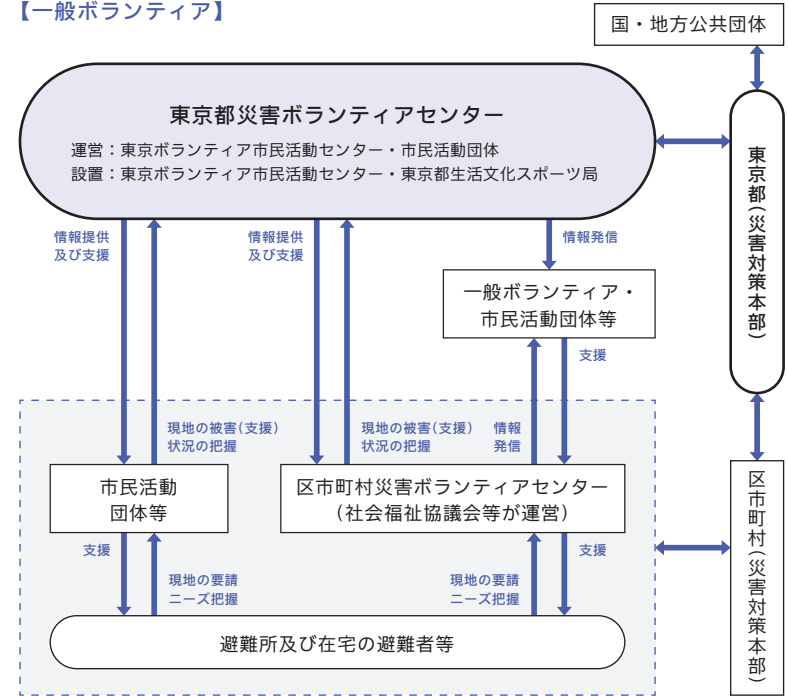 【一般ボランティア】
国・地方公共団体
東京都災害ボランティアセンター
運営：東京ボランティア市民活動センター・市民活動団体
設置：東京ボランティア市民活動センター・東京都生活文化スポーツ局
東京都（災害対策本部）
情報提供
及び支援
情報提供
及び支援
情報発信
一般ボランティア・
市民活動団体等
支援
現地の被害（支援）
状況の把握
現地の被害（支援）
状況の把握
情報
発信
市民活動
団体等
区市町村災害ボランティアセンター
（社会福祉協議会等が運営）
区市町村（災害対策本部）
支援
現地の要請
ニーズ把握
現地の要請
ニーズ把握
支援
避難所及び在宅の避難者等